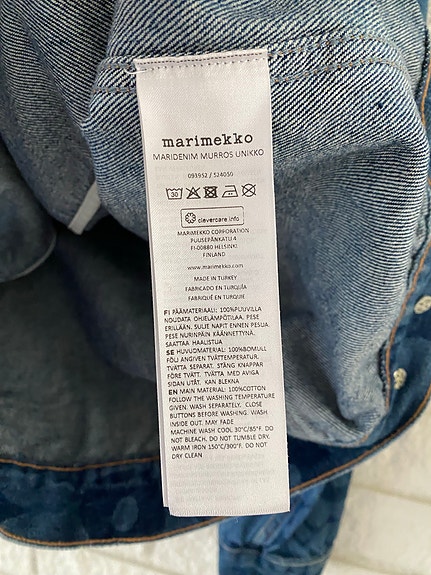 marimekko
MARIDENIM MURROS UNIKKO
093952 / 524050
30
clevercare.info
MARIMEKKO CORPORATION
PUUSEPÄNKATU 4
FI-00880 HELSINKI
FINLAND
www.marimekko.com
MADE IN TURKEY
FABRICADO EN TURQUÍA
FABRIQUÉ EN TURQUIE
FI PÄÄMATERIAALI: 100%PUUVILLA
NOUDATA OHJELÄMPÖTILAA. PESE
ERILLÄÄN. SULJE NAPIT ENNEN PESUA.
PESE NURINPÄIN KÄÄNNETTYNÄ.
SAATTAA HAALISTUA
SE HUVUDMATERIAL: 100%BOMULL
FÖLJ ANGIVEN TVÄTTEMPERATUR.
TVÄTTA SEPARAT. STÄNG KNAPPAR
FÖRE TVÄTT. TVÄTTA MED AVIGA
SIDAN UTÅT. KAN BLEKNA
EN MAIN MATERIAL: 100%COTTON
FOLLOW THE WASHING TEMPERATURE
GIVEN. WASH SEPARATELY. CLOSE
BUTTONS BEFORE WASHING. WASH
INSIDE OUT. MAY FADE
MACHINE WASH COOL 30°C/85°F. DO
NOT BLEACH. DO NOT TUMBLE DRY.
WARM IRON 150°C/300°F. DO NOT
DRY CLEAN